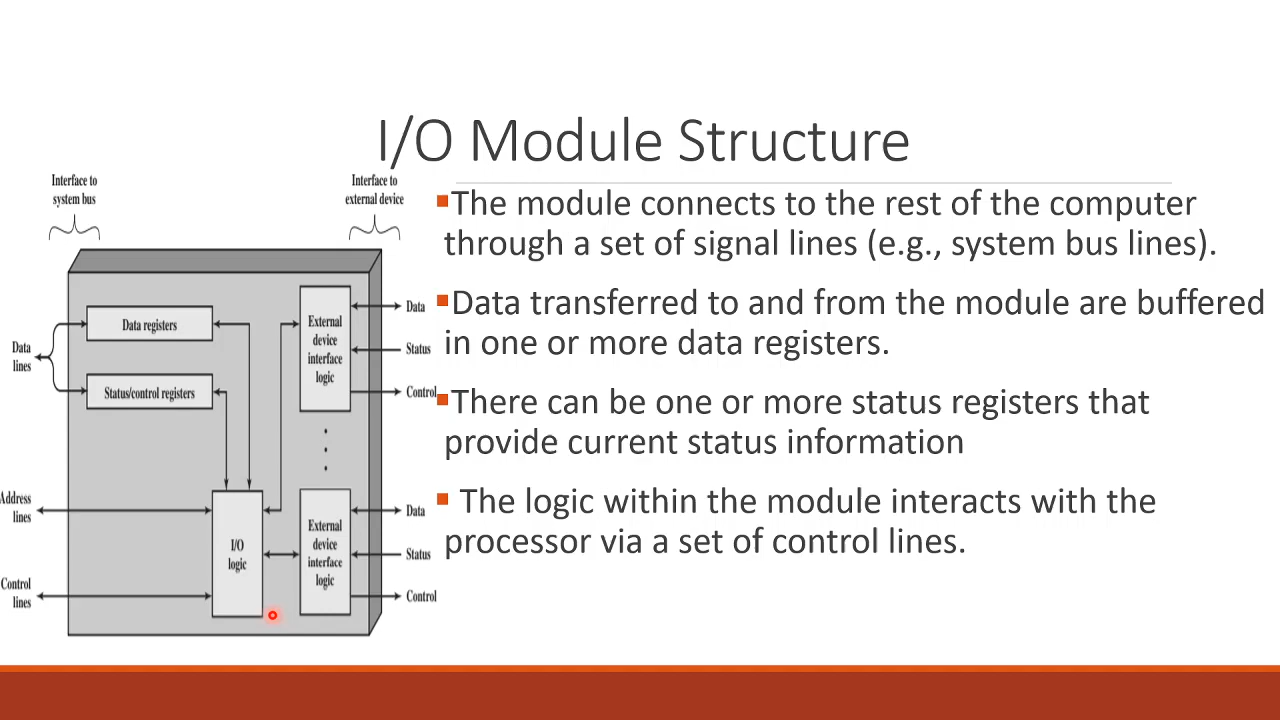 I/O Module Structure
Interface to
system bus
Interface to
external device
Data registers
Status/control registers
Data
lines
Address
lines
Control
lines
I/O
logic
External
device
interface
logic
Data
Status
Control
External
device
interface
logic
Data
Status
Control
▪The module connects to the rest of the computer
through a set of signal lines (e.g., system bus lines).
▪Data transferred to and from the module are buffered
in one or more data registers.
▪There can be one or more status registers that
provide current status information
▪ The logic within the module interacts with the
processor via a set of control lines.